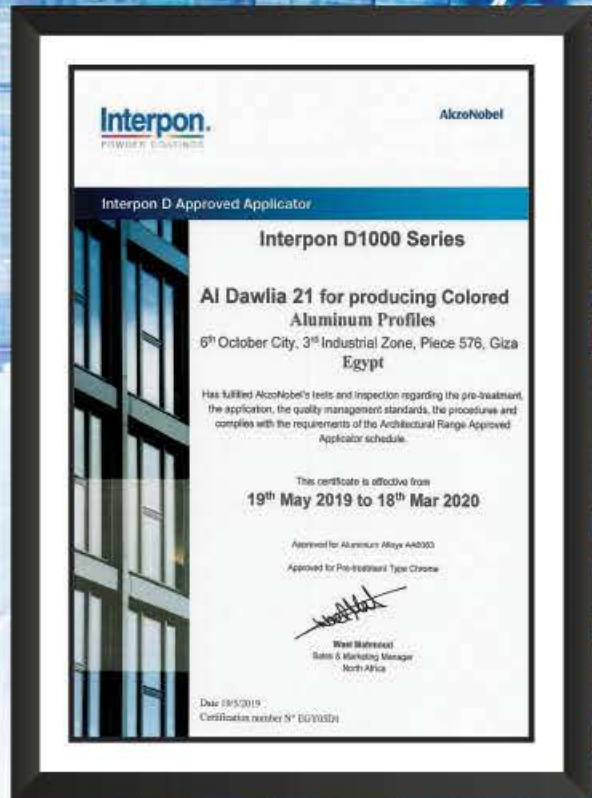 Interpon.
POWDER COATINGS
AkzoNobel
Interpon D Approved Applicator
Interpon D1000 Series
Al Dawlia 21 for producing Colored
Aluminum Profiles
6th October City, 3rd Industrial Zone, Piece 576, Giza
Egypt
Has fulfilled AkzoNobel's tests and inspection regarding the pre-treatment,
the application, the quality management standards, the procedures and
complies with the requirements of the Architectural Range Approved
Applicator schedule.
This certificate is effective from
19th May 2019 to 18th Mar 2020
Approved for Aluminium Alloys AA6063
Approved for Pre-treatment Type Chrome
Wael Mahmoud
Sales & Marketing Manager
North Africa
Date 19/5/2019
Certification number N°